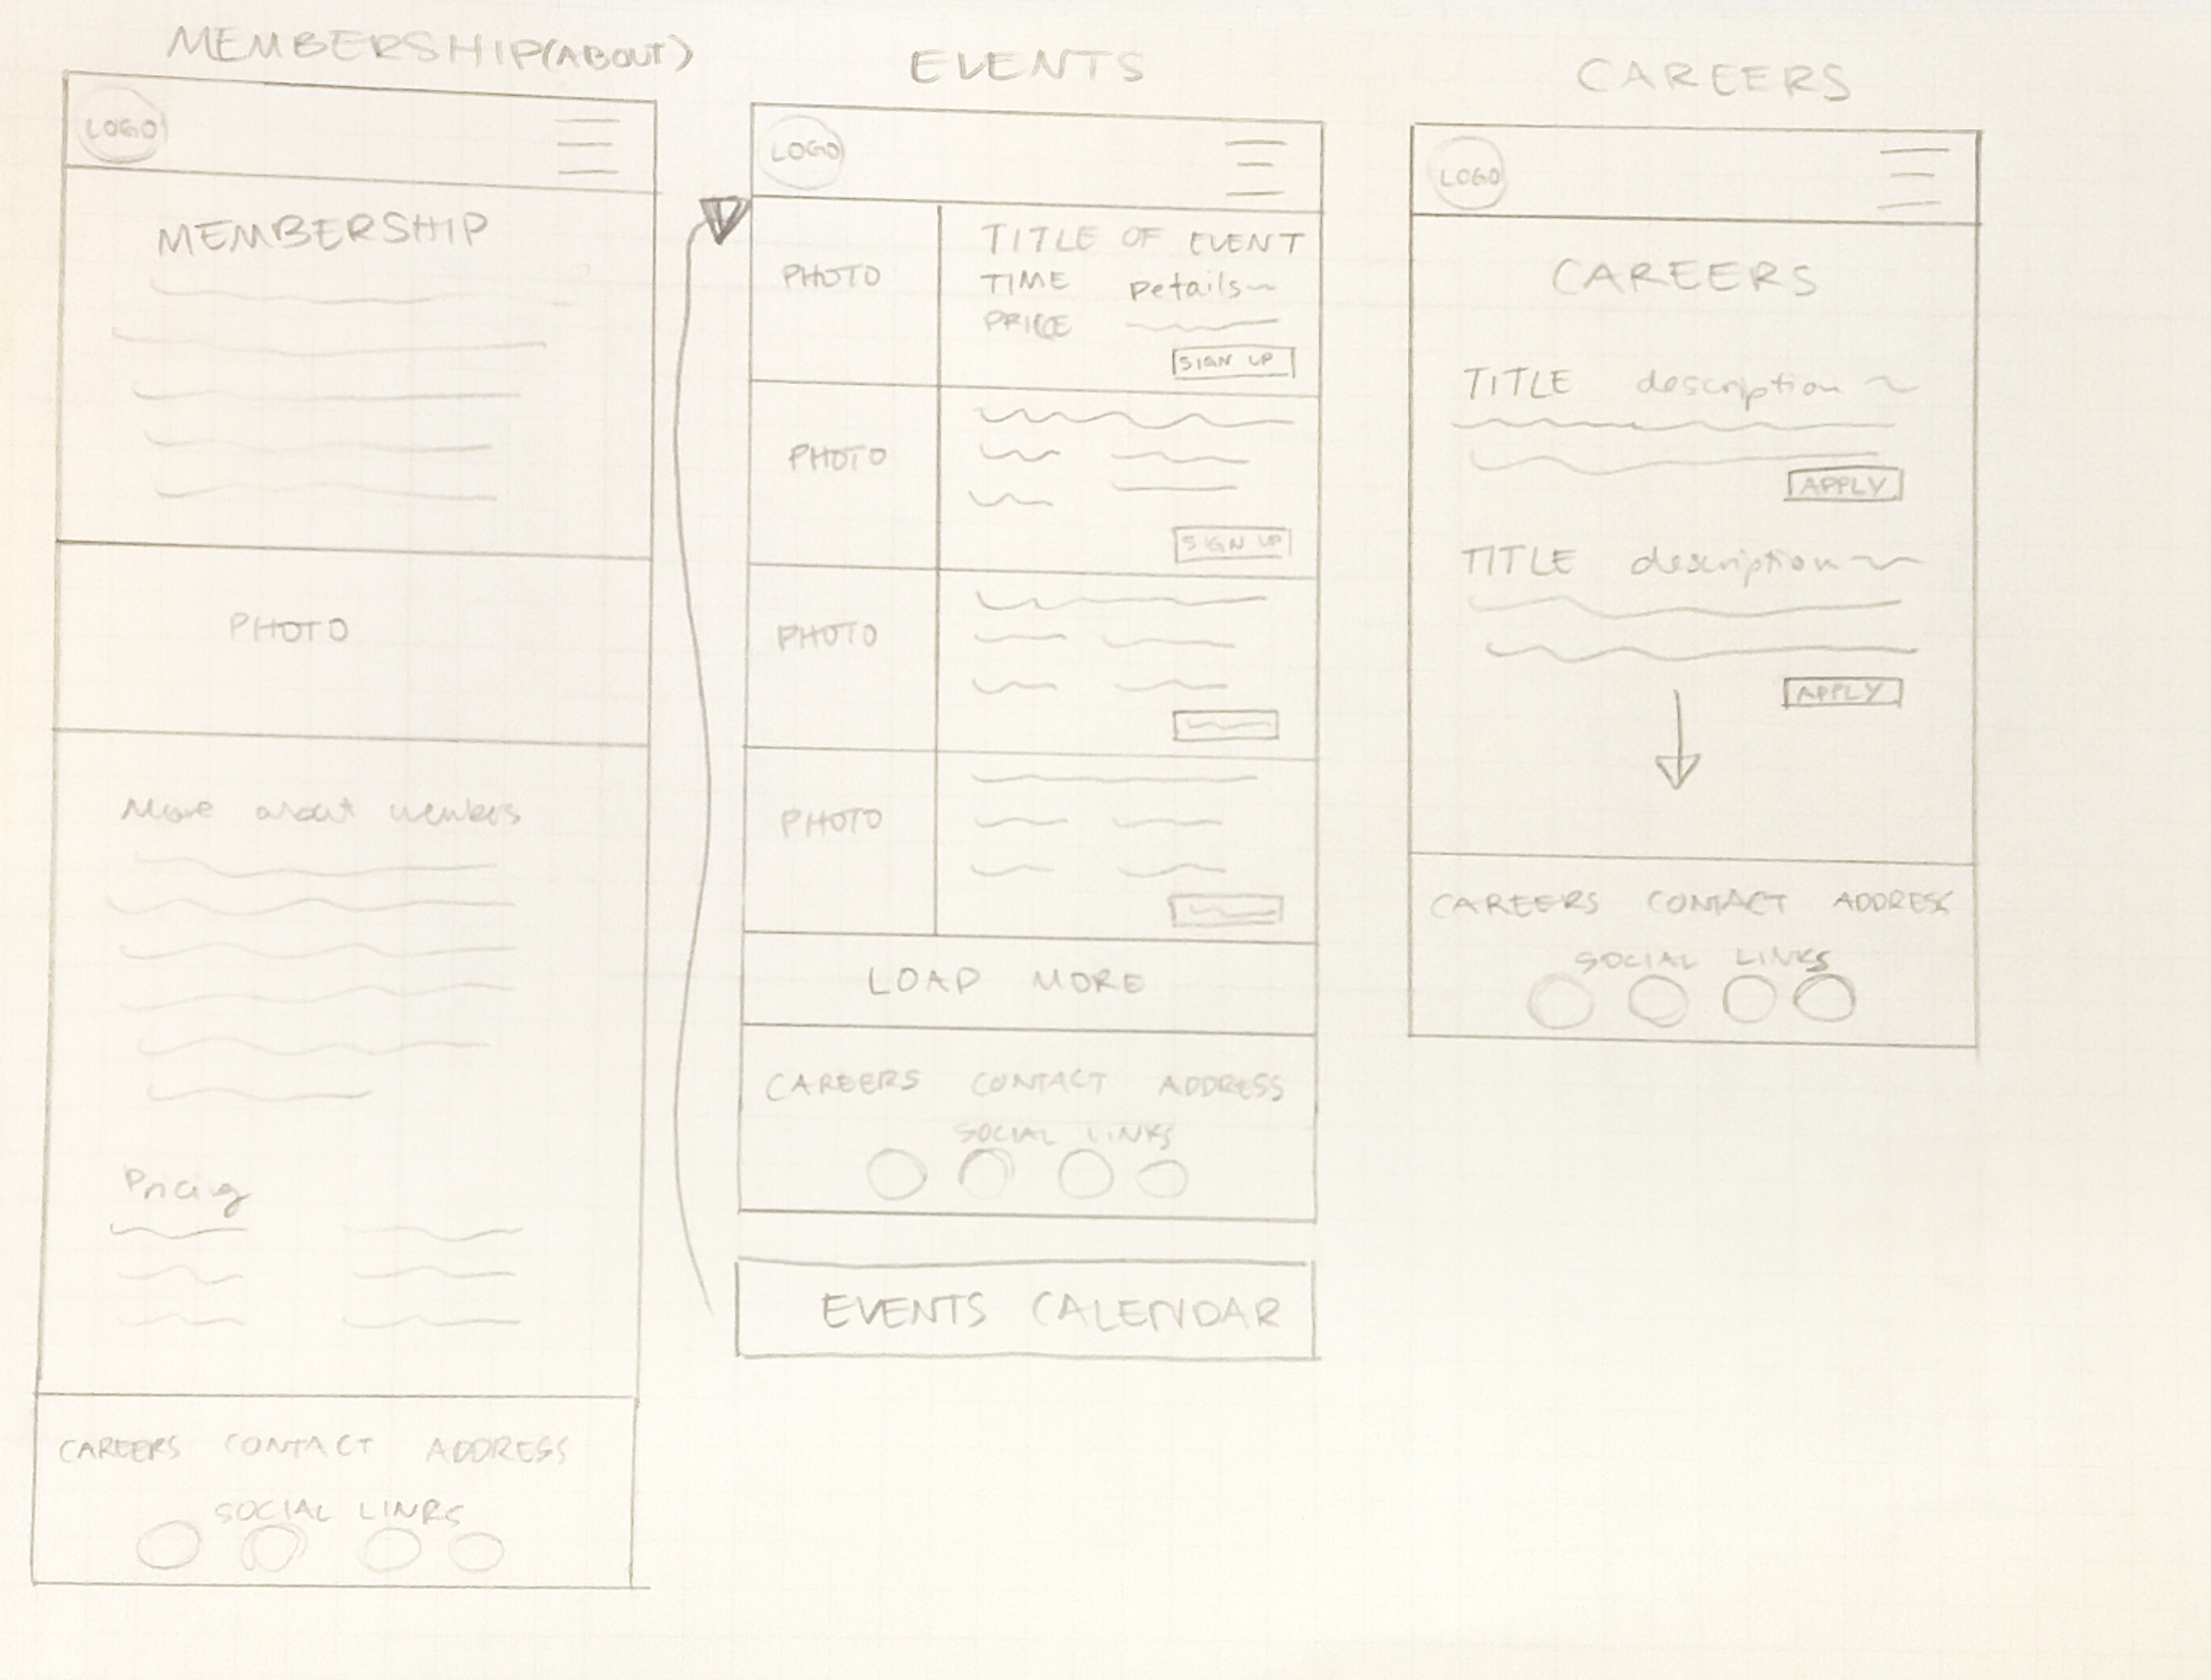 MEMBERSHIP(ABOUT)
LOGO
MEMBERSHIP
PHOTO
More about members
Pricing
CAREERS CONTACT ADDRESS
SOCIAL LINKS
EVENTS
LOGO
PHOTO
TITLE OF EVENT
TIME Details
PRICE
SIGN UP
PHOTO
SIGN UP
PHOTO
PHOTO
LOAD MORE
CAREERS CONTACT ADDRESS
SOCIAL LINKS
EVENTS CALENDAR
CAREERS
LOGO
CAREERS
TITLE description
APPLY
TITLE description
APPLY
CAREERS CONTACT ADDRESS
SOCIAL LINKS